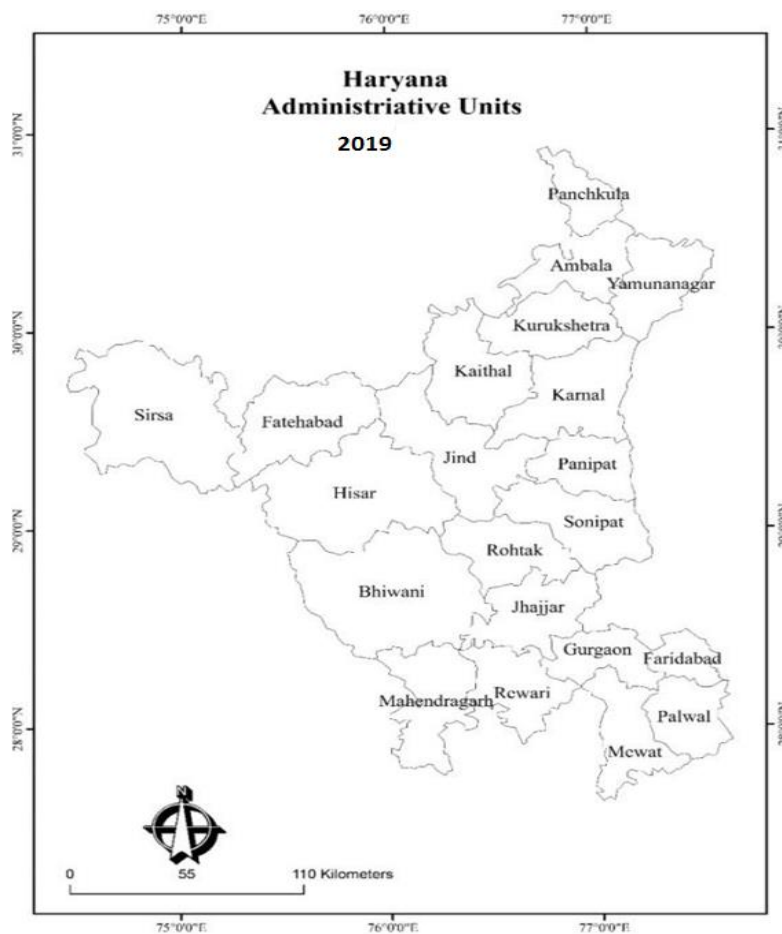 75°0'0"E 76°0'0"E 77°0'0"E
Haryana
Administriative Units
2019
31°0'0"N
Panchkula
Ambala
Yamunanagar
Kurukshetra
30°0'0"N
Kaithal
Karnal
Sirsa
Fatehabad
Jind
Panipat
Hisar
Sonipat
29°0'0"N
Rohtak
Bhiwani
Jhajjar
Gurgaon
Faridabad
Mahendragarh
Rewari
Palwal
28°0'0"N
Mewat
N
0 55 110 Kilometers
75°0'0"E 76°0'0"E 77°0'0"E